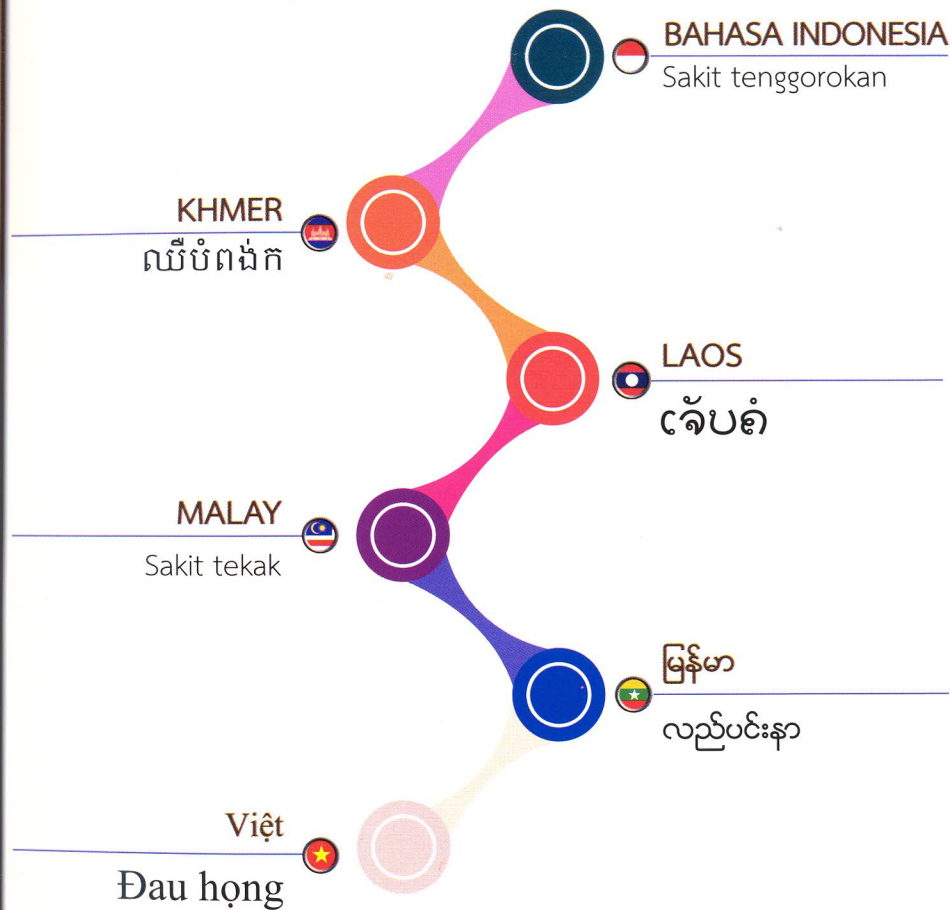 BAHASA INDONESIA
Sakit tenggorokan
KHMER
ឈឺបំពង់ក
LAOS
ເຈັບຄໍ
MALAY
Sakit tekak
မြန်မာ
လည်ပင်းနာ
Việt
Đau họng